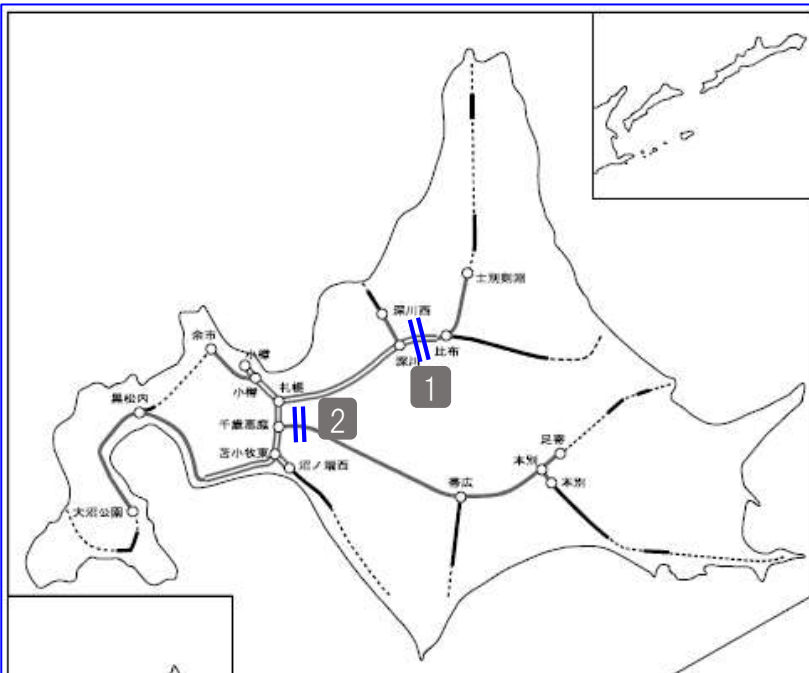 士別剣淵
深川西
比布
深川
1
余市
小樽
小樽
札幌
黒松内
千歳恵庭
2
苫小牧東
沼ノ端西
足寄
本別
本別
帯広
大沼公園